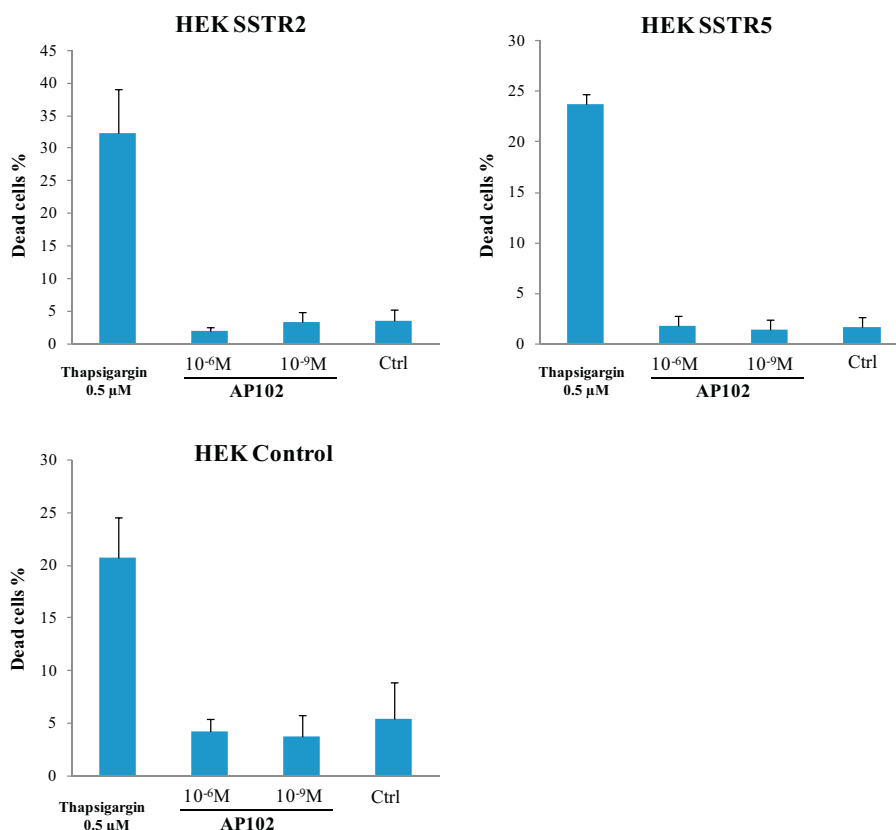 HEK SSTR2
45
40
35
30
25
20
15
10
5
0
Dead cells %
Thapsigargin
0.5 µM
10⁻⁶M
10⁻⁹M
Ctrl
AP102
HEK SSTR5
30
25
20
15
10
5
0
Dead cells %
Thapsigargin
0.5 µM
10⁻⁶M
10⁻⁹M
Ctrl
AP102
HEK Control
30
25
20
15
10
5
0
Dead cells %
Thapsigargin
0.5 µM
10⁻⁶M
10⁻⁹M
Ctrl
AP102